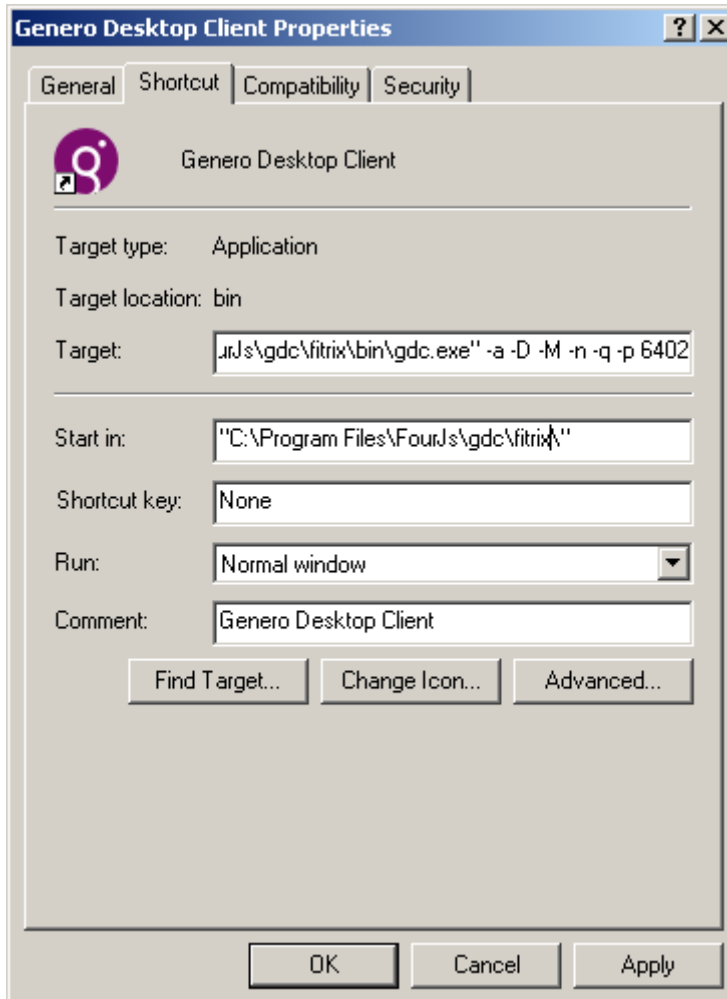 Genero Desktop Client Properties
General Shortcut Compatibility Security
Genero Desktop Client
Target type: Application
Target location: bin
Target: urJs\gdc\fitrix\bin\gdc.exe" -a -D -M -n -q -p 6402
Start in: "C:\Program Files\FourJs\gdc\fitrix\"
Shortcut key: None
Run: Normal window
Comment: Genero Desktop Client
Find Target... Change Icon... Advanced...
OK Cancel Apply